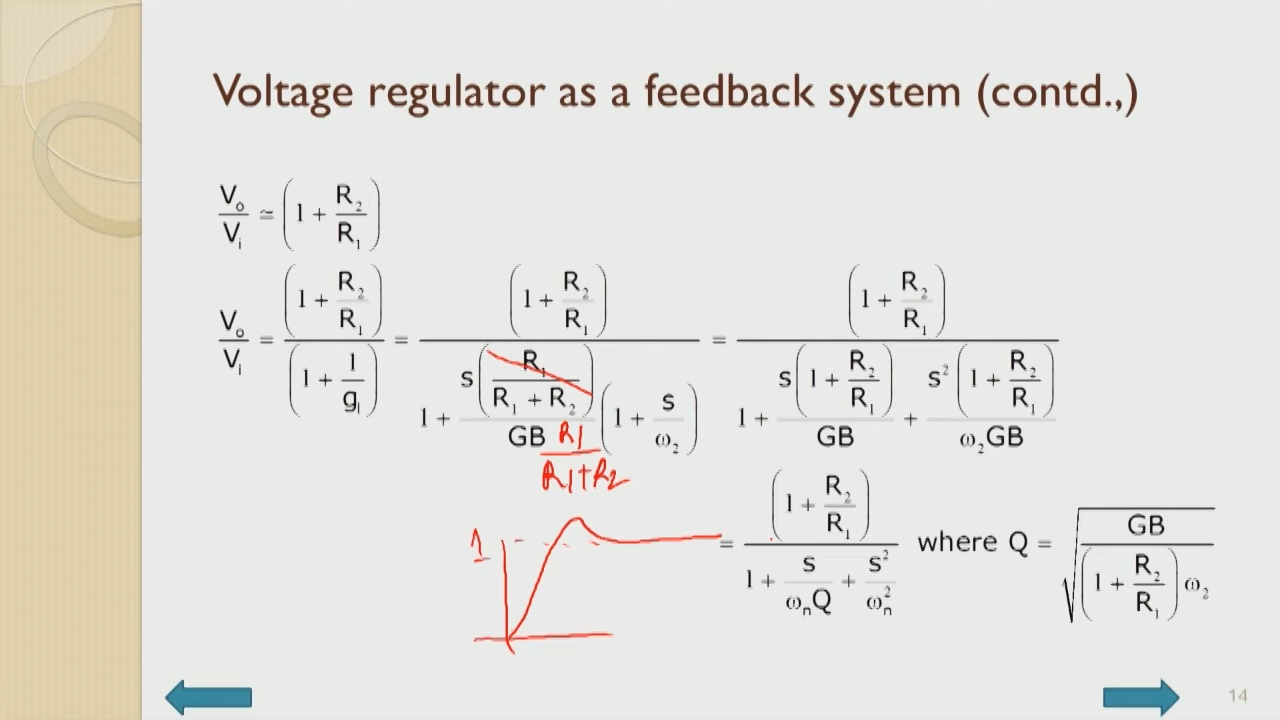 Voltage regulator as a feedback system (contd.,)
V₀/Vᵢ ≃ (1 + R₂/R₁)
V₀/Vᵢ = (1 + R₂/R₁) / (1 + 1/gₗ) = (1 + R₂/R₁) / (1 + s(R₁/(R₁ + R₂))/GB (1 + s/ω₂)) = (1 + R₂/R₁) / (1 + s(1 + R₂/R₁)/GB + s²(1 + R₂/R₁)/(ω₂GB))
R1/(R1+R2)
1
= (1 + R₂/R₁) / (1 + s/(ωₙQ) + s²/ωₙ²) where Q = √(GB / ((1 + R₂/R₁) ω₂))
14